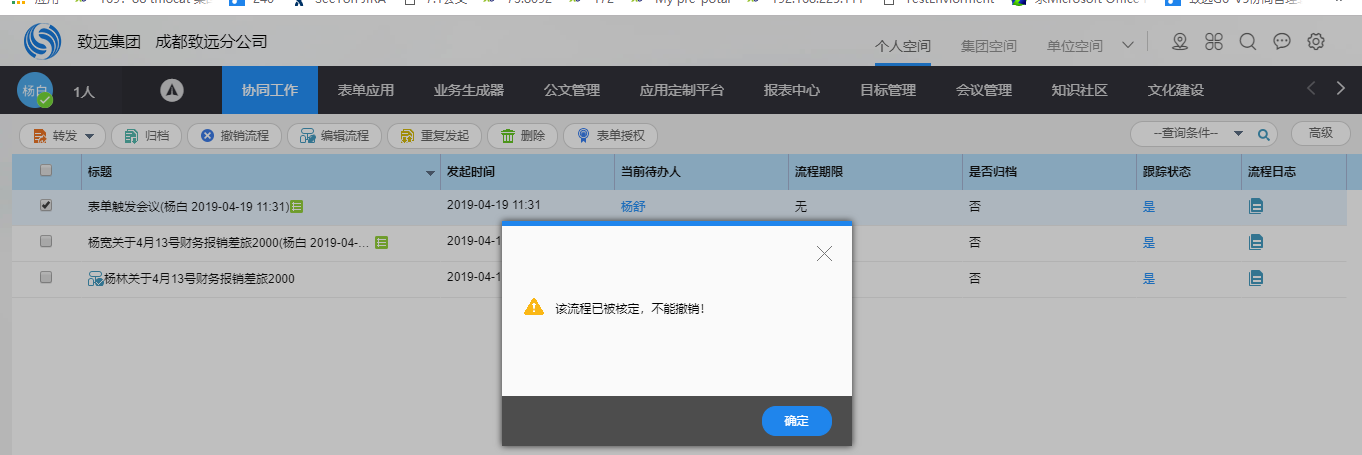 致远集团 成都致远分公司
个人空间 集团空间 单位空间
杨白 1人 协同工作 表单应用 业务生成器 公文管理 应用定制平台 报表中心 目标管理 会议管理 知识社区 文化建设
转发 归档 撤销流程 编辑流程 重复发起 删除 表单授权 --查询条件-- 高级
标题 发起时间 当前待办人 流程期限 是否归档 跟踪状态 流程日志
表单触发会议(杨白 2019-04-19 11:31) 2019-04-19 11:31 杨舒 无 否 是
杨宽关于4月13号财务报销差旅2000(杨白 2019-04-... 2019-04-1 否 是
杨林关于4月13号财务报销差旅2000 2019-04-1 否 是
该流程已被核定，不能撤销！
确定